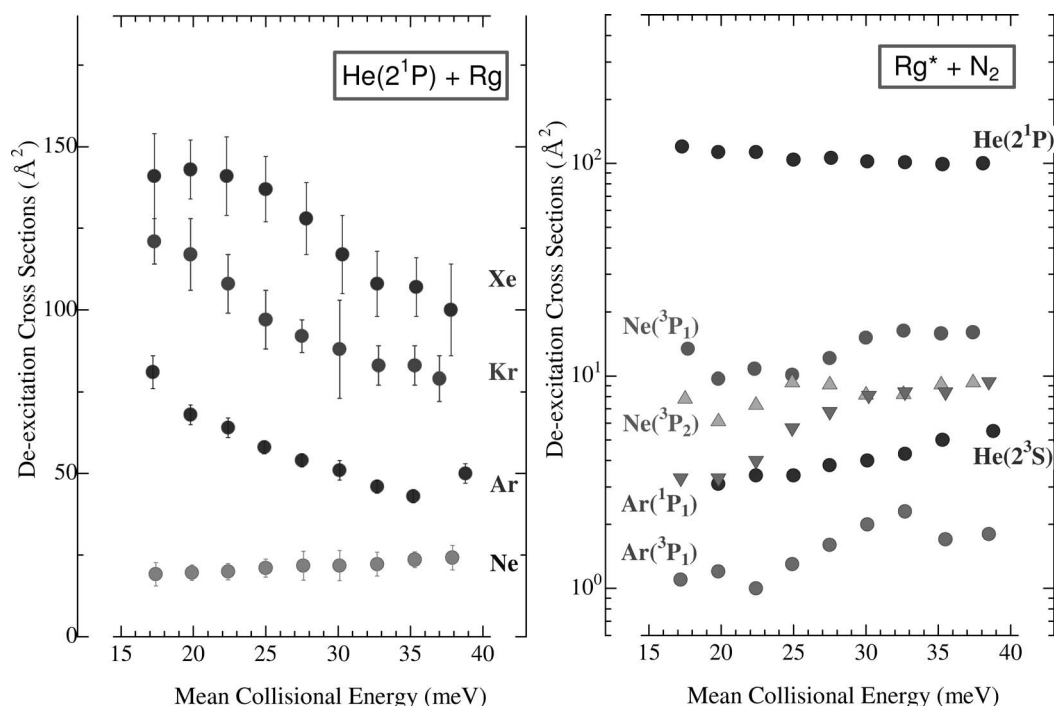 He(2¹P) + Rg
De-excitation Cross Sections (Å²)
150
100
50
0
Xe
Kr
Ar
Ne
15 20 25 30 35 40
Mean Collisional Energy (meV)
Rg* + N₂
De-excitation Cross Sections (Å²)
10²
10¹
10⁰
He(2¹P)
Ne(³P₁)
Ne(³P₂)
He(2³S)
Ar(¹P₁)
Ar(³P₁)
15 20 25 30 35 40
Mean Collisional Energy (meV)